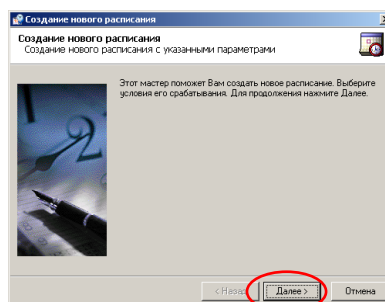 Создание нового расписания
Создание нового расписания
Создание нового расписания с указанными параметрами
Этот мастер поможет Вам создать новое расписание. Выберите
условия его срабатывания. Для продолжения нажмите Далее.
2
< Назад
Далее >
Отмена